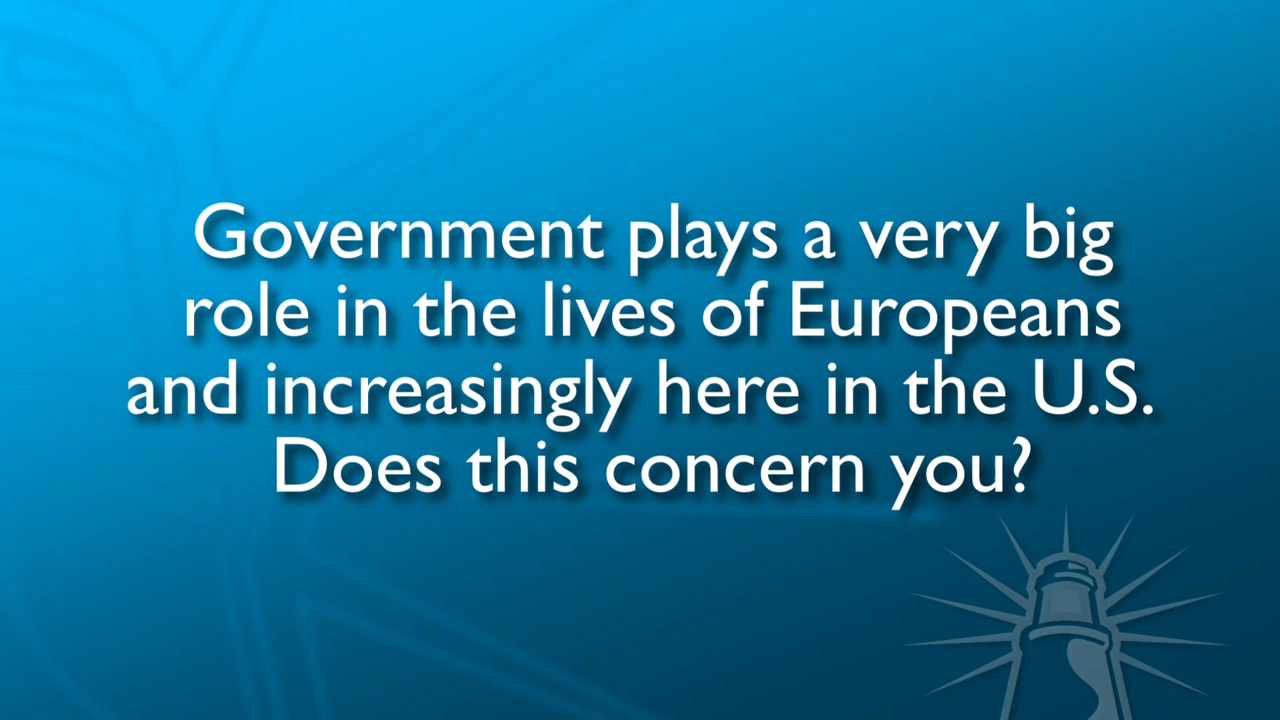 Government plays a very big
role in the lives of Europeans
and increasingly here in the U.S.
Does this concern you?